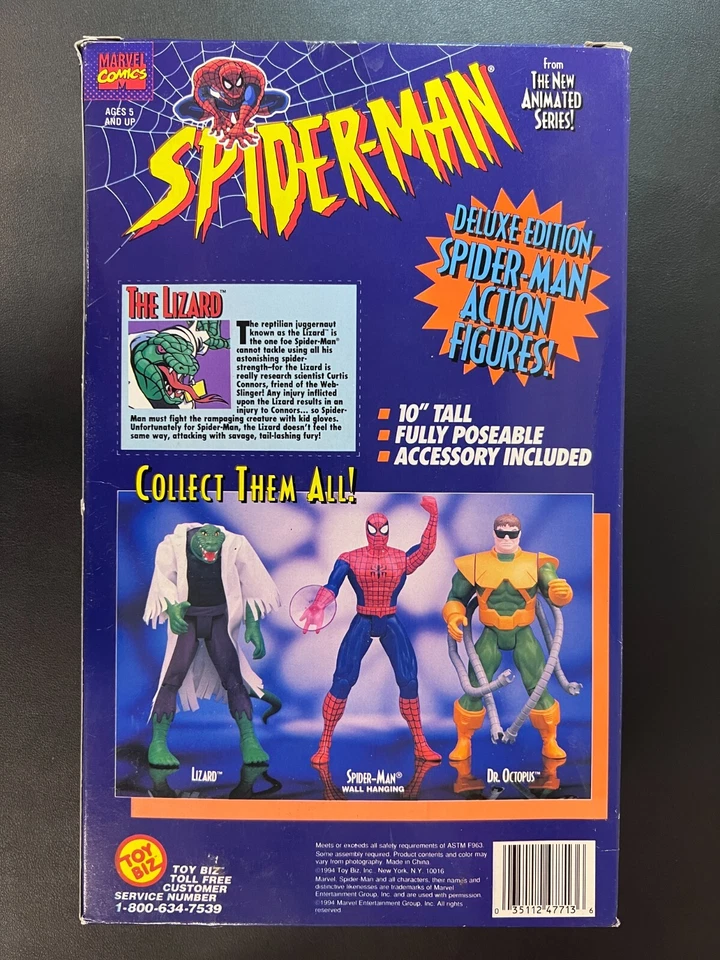 MARVEL
COMICS
AGES 5
AND UP
SPIDER-MAN®
from
THE NEW
ANIMATED
SERIES!
DELUXE EDITION
SPIDER-MAN
ACTION
FIGURES!
THE LIZARD™
The reptilian juggernaut
known as the Lizard™ is
the one foe Spider-Man®
cannot tackle using all his
astonishing spider-
strength–for the Lizard is
really research scientist Curtis
Connors, friend of the Web-
Slinger! Any injury inflicted
upon the Lizard results in an
injury to Connors... so Spider-
Man must fight the rampaging creature with kid gloves.
Unfortunately for Spider-Man, the Lizard doesn't feel the
same way, attacking with savage, tail-lashing fury!
10" TALL
FULLY POSEABLE
ACCESSORY INCLUDED
COLLECT THEM ALL!
LIZARD™
SPIDER-MAN®
WALL HANGING
DR. OCTOPUS™
TOY
BIZ
TOY BIZ™
TOLL FREE
CUSTOMER
SERVICE NUMBER
1-800-634-7539
Meets or exceeds all safety requirements of ASTM F963.
Some assembly required. Product contents and color may
vary from photography. Made in China.
©1994 Toy Biz, Inc., New York, N.Y. 10016
Marvel, Spider-Man and all characters, their names and
distinctive likenesses are trademarks of Marvel
Entertainment Group, Inc. and are used with permission.
©1994 Marvel Entertainment Group, Inc. All rights
reserved.
0 35112 47713 6